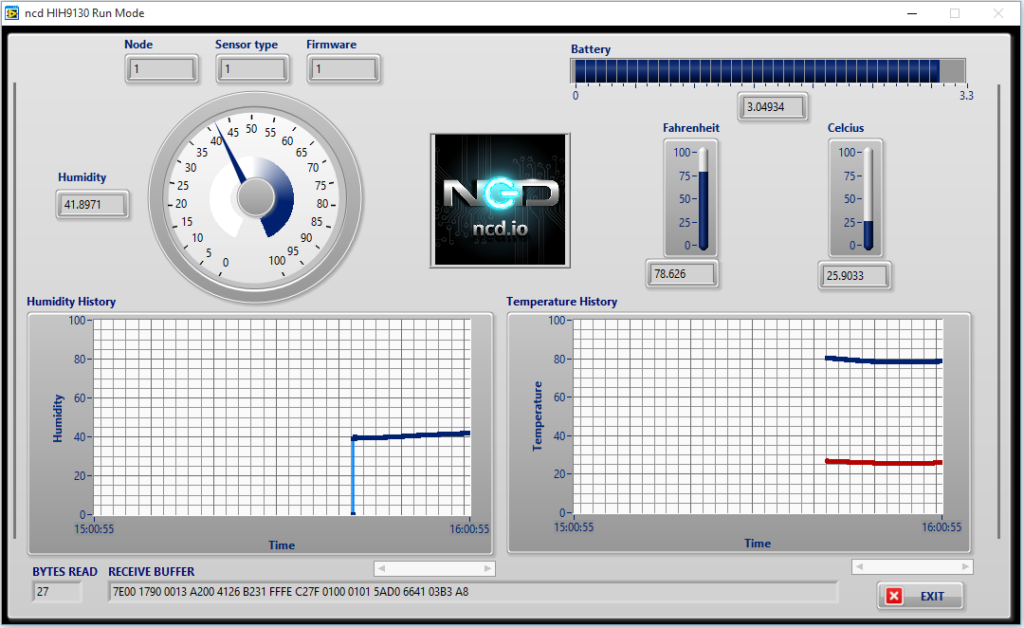 ncd HIH9130 Run Mode
Node Sensor type Firmware
1 1 1
Battery
0 3.3
3.04934
Humidity
41.8971
0 5 10 15 20 25 30 35 40 45 50 55 60 65 70 75 80 85 90 95 100
NCD
ncd.io
Fahrenheit
100
75
50
25
0
78.626
Celcius
100
75
50
25
0
25.9033
Humidity History
Humidity
100
80
60
40
20
0
15:00:55 16:00:55
Time
Temperature History
Temperature
100
80
60
40
20
0
15:00:55 16:00:55
Time
BYTES READ RECEIVE BUFFER
27 7E00 1790 0013 A200 4126 B231 FFFE C27F 0100 0101 5AD0 6641 03B3 A8
EXIT